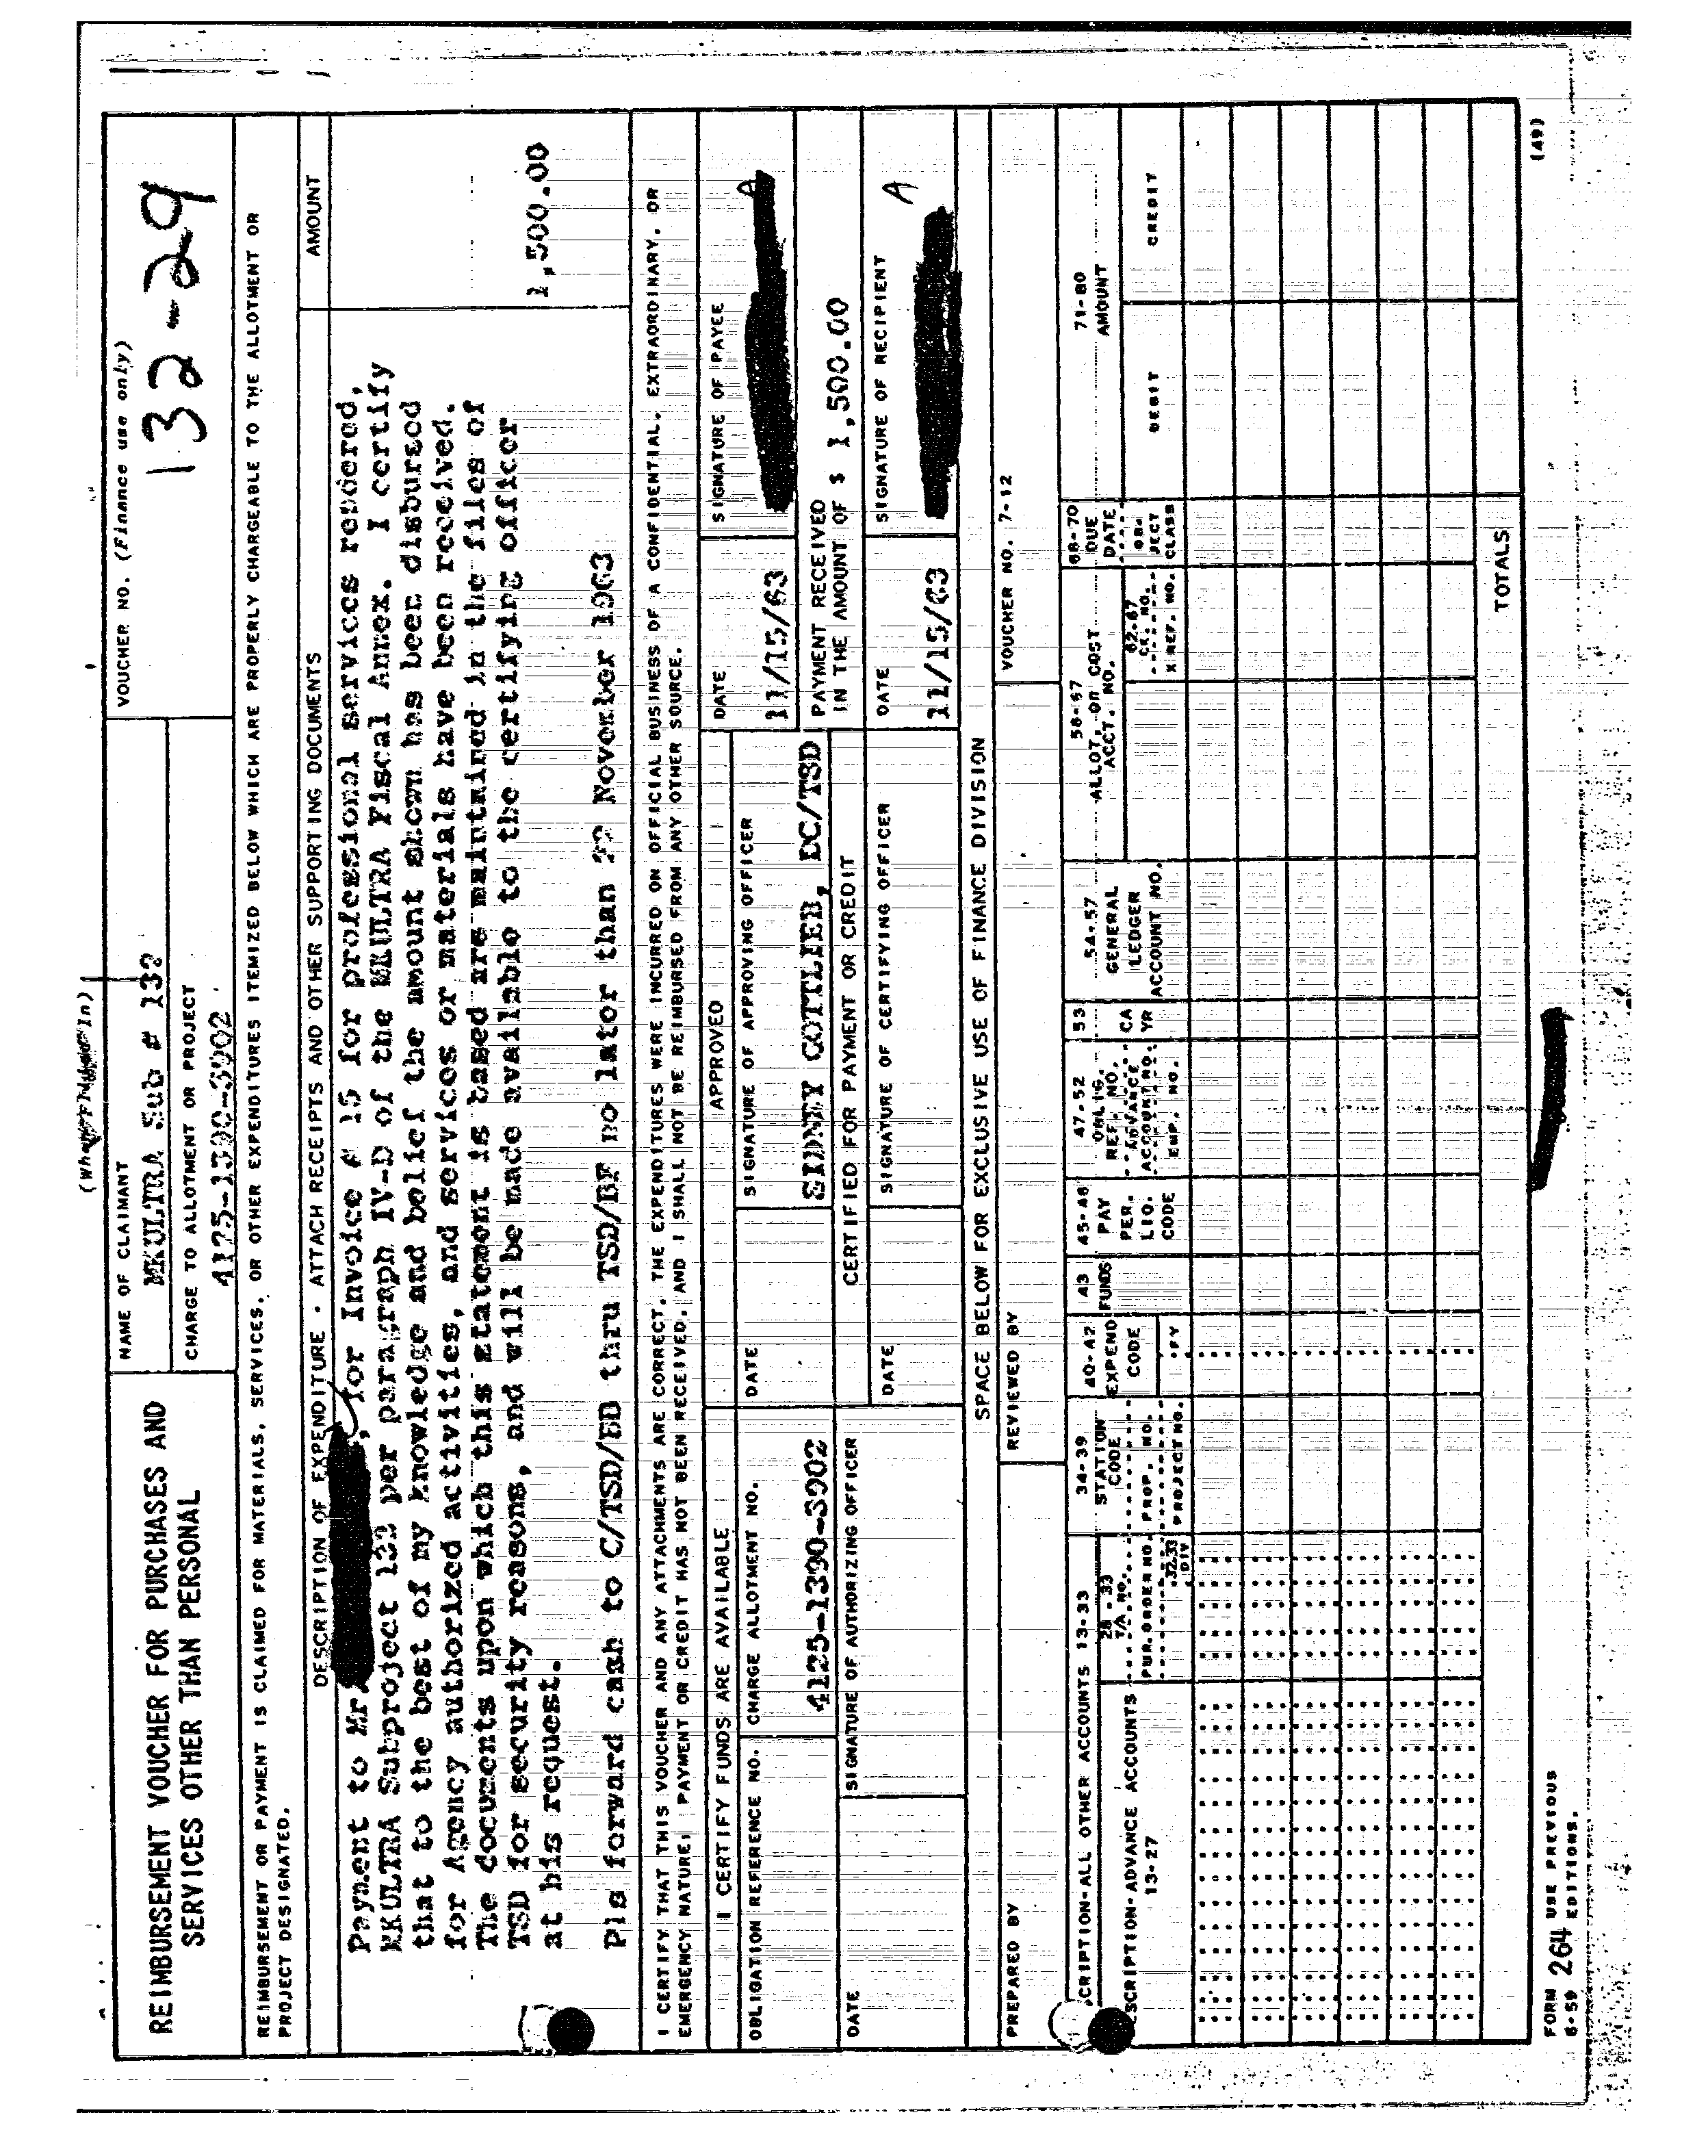 (When Filled In)
REIMBURSEMENT VOUCHER FOR PURCHASES AND
SERVICES OTHER THAN PERSONAL
NAME OF CLAIMANT
MKULTRA Sub # 132
CHARGE TO ALLOTMENT OR PROJECT
4125-1390-3902
VOUCHER NO. (Finance use only)
132-29
REIMBURSEMENT OR PAYMENT IS CLAIMED FOR MATERIALS, SERVICES, OR OTHER EXPENDITURES ITEMIZED BELOW WHICH ARE PROPERLY CHARGEABLE TO THE ALLOTMENT OR
PROJECT DESIGNATED.
DESCRIPTION OF EXPENDITURE - ATTACH RECEIPTS AND OTHER SUPPORTING DOCUMENTS
AMOUNT
Payment to Mr , for Invoice # 15 for professional services rendered,
MKULTRA Subproject 132 per paragraph IV-D of the MKULTRA Fiscal Annex. I certify
that to the best of my knowledge and belief the amount shown has been disbursed
for Agency authorized activities, and services or materials have been received.
The documents upon which this statement is based are maintained in the files of
TSD for security reasons, and will be made available to the certifying officer
at his request.
1,500.00
Pls forward cash to C/TSD/BD thru TSD/BF no later than November 1963
I CERTIFY THAT THIS VOUCHER AND ANY ATTACHMENTS ARE CORRECT, THE EXPENDITURES WERE INCURRED ON OFFICIAL BUSINESS OF A CONFIDENTIAL, EXTRAORDINARY, OR
EMERGENCY NATURE; PAYMENT OR CREDIT HAS NOT BEEN RECEIVED, AND I SHALL NOT BE REIMBURSED FROM ANY OTHER SOURCE.
I CERTIFY FUNDS ARE AVAILABLE
APPROVED
DATE
11/15/63
SIGNATURE OF PAYEE
A
OBLIGATION REFERENCE NO.
CHARGE ALLOTMENT NO.
4125-1390-3902
DATE
SIGNATURE OF APPROVING OFFICER
SIDNEY GOTTLIEB, DC/TSD
PAYMENT RECEIVED
IN THE AMOUNT OF $ 1,500.00
DATE
SIGNATURE OF AUTHORIZING OFFICER
CERTIFIED FOR PAYMENT OR CREDIT
DATE
SIGNATURE OF CERTIFYING OFFICER
DATE
11/15/63
SIGNATURE OF RECIPIENT
A
SPACE BELOW FOR EXCLUSIVE USE OF FINANCE DIVISION
PREPARED BY
REVIEWED BY
VOUCHER NO. 7-12
SCRIPTION-ALL OTHER ACCOUNTS 13-33
SCRIPTION-ADVANCE ACCOUNTS
13-27
28-33
T/A NO.
PUR.ORDER NO.
32-33
DIV
34-39
STATION
CODE
PROP. NO.
PROJECT NO.
40-42
EXPEND
CODE
FY
43
FUNDS
45-46
PAY
PER.
LIQ.
CODE
47-52
OBLIG.
REF. NO.
ADVANCE
ACCOUNT NO.
EMP. NO.
53
CA
YR
54-57
GENERAL
LEDGER
ACCOUNT NO.
58-67
ALLOT. OR COST
ACCT. NO.
62-67
CK. NO.
X REF. NO.
68-70
DUE
DATE
OB-
JECT
CLASS
71-80
AMOUNT
DEBIT
CREDIT
TOTALS
FORM 264 USE PREVIOUS
6-59 EDITIONS.
(49)